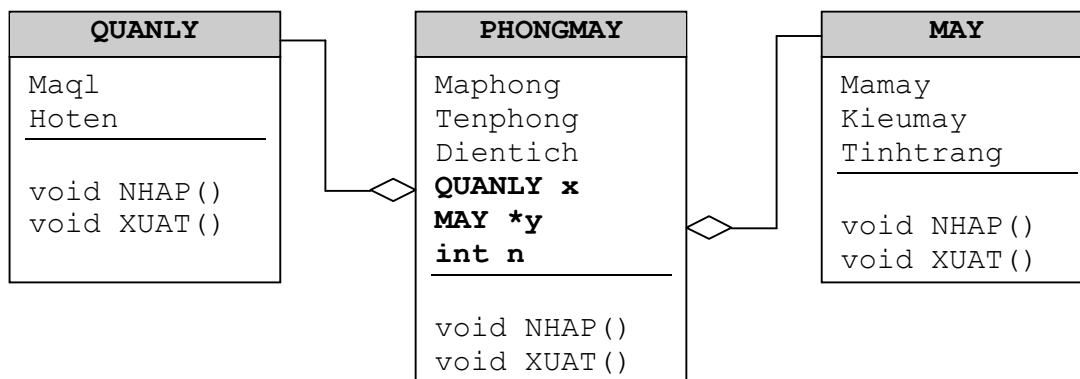 QUANLY
Maql
Hoten
void NHAP()
void XUAT()
PHONGMAY
Maphong
Tenphong
Dientich
QUANLY x
MAY *y
int n
void NHAP()
void XUAT()
MAY
Mamay
Kieumay
Tinhtrang
void NHAP()
void XUAT()